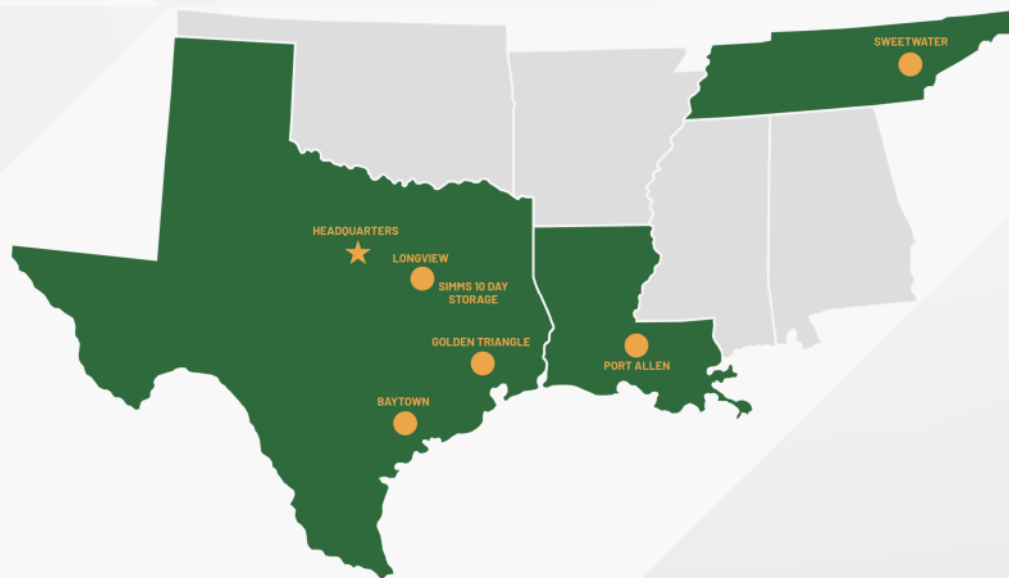 SWEETWATER
HEADQUARTERS
LONGVIEW
SIMMS 10 DAY
STORAGE
GOLDEN TRIANGLE
PORT ALLEN
BAYTOWN